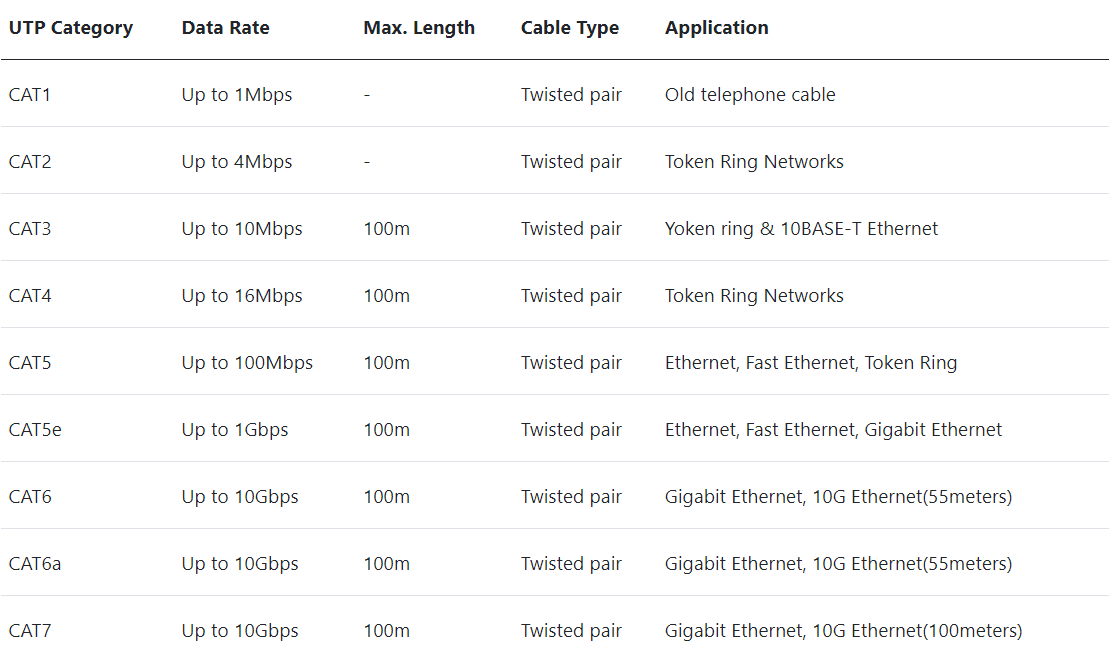 UTP Category Data Rate Max. Length Cable Type Application
CAT1 Up to 1Mbps - Twisted pair Old telephone cable
CAT2 Up to 4Mbps - Twisted pair Token Ring Networks
CAT3 Up to 10Mbps 100m Twisted pair Yoken ring & 10BASE-T Ethernet
CAT4 Up to 16Mbps 100m Twisted pair Token Ring Networks
CAT5 Up to 100Mbps 100m Twisted pair Ethernet, Fast Ethernet, Token Ring
CAT5e Up to 1Gbps 100m Twisted pair Ethernet, Fast Ethernet, Gigabit Ethernet
CAT6 Up to 10Gbps 100m Twisted pair Gigabit Ethernet, 10G Ethernet(55meters)
CAT6a Up to 10Gbps 100m Twisted pair Gigabit Ethernet, 10G Ethernet(55meters)
CAT7 Up to 10Gbps 100m Twisted pair Gigabit Ethernet, 10G Ethernet(100meters)